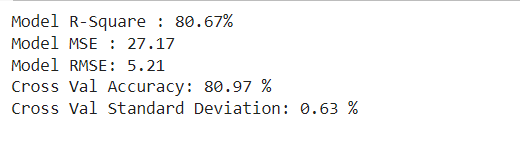 Model R-Square : 80.67%
Model MSE : 27.17
Model RMSE: 5.21
Cross Val Accuracy: 80.97 %
Cross Val Standard Deviation: 0.63 %